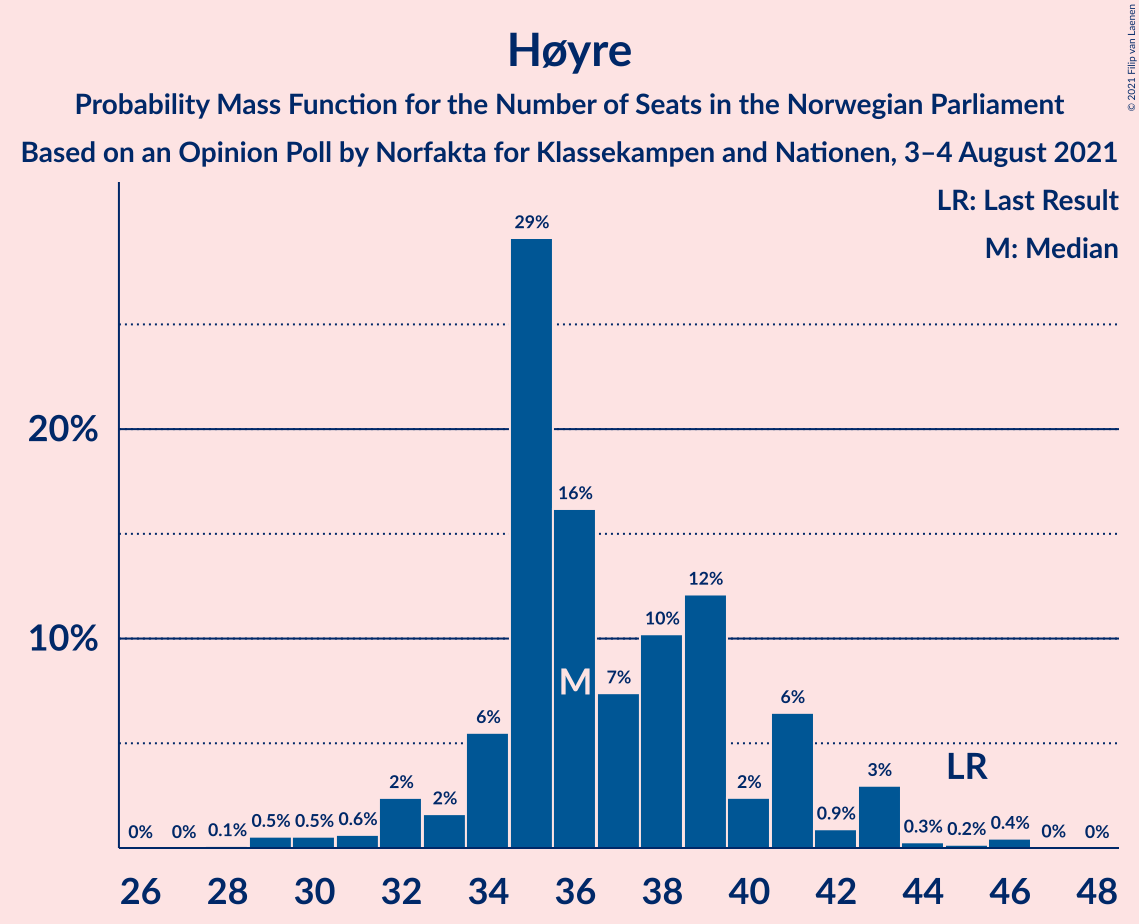 Høyre
Probability Mass Function for the Number of Seats in the Norwegian Parliament
Based on an Opinion Poll by Norfakta for Klassekampen and Nationen, 3–4 August 2021
© 2021 Filip van Laenen
LR: Last Result
M: Median
29%
20%
16%
12%
10%
10%
M
7%
6%
6%
LR
2%
2%
2%
3%
0%
0%
0.1%
0.5%
0.5%
0.6%
0.9%
0.3%
0.2%
0.4%
0%
0%
26 28 30 32 34 36 38 40 42 44 46 48